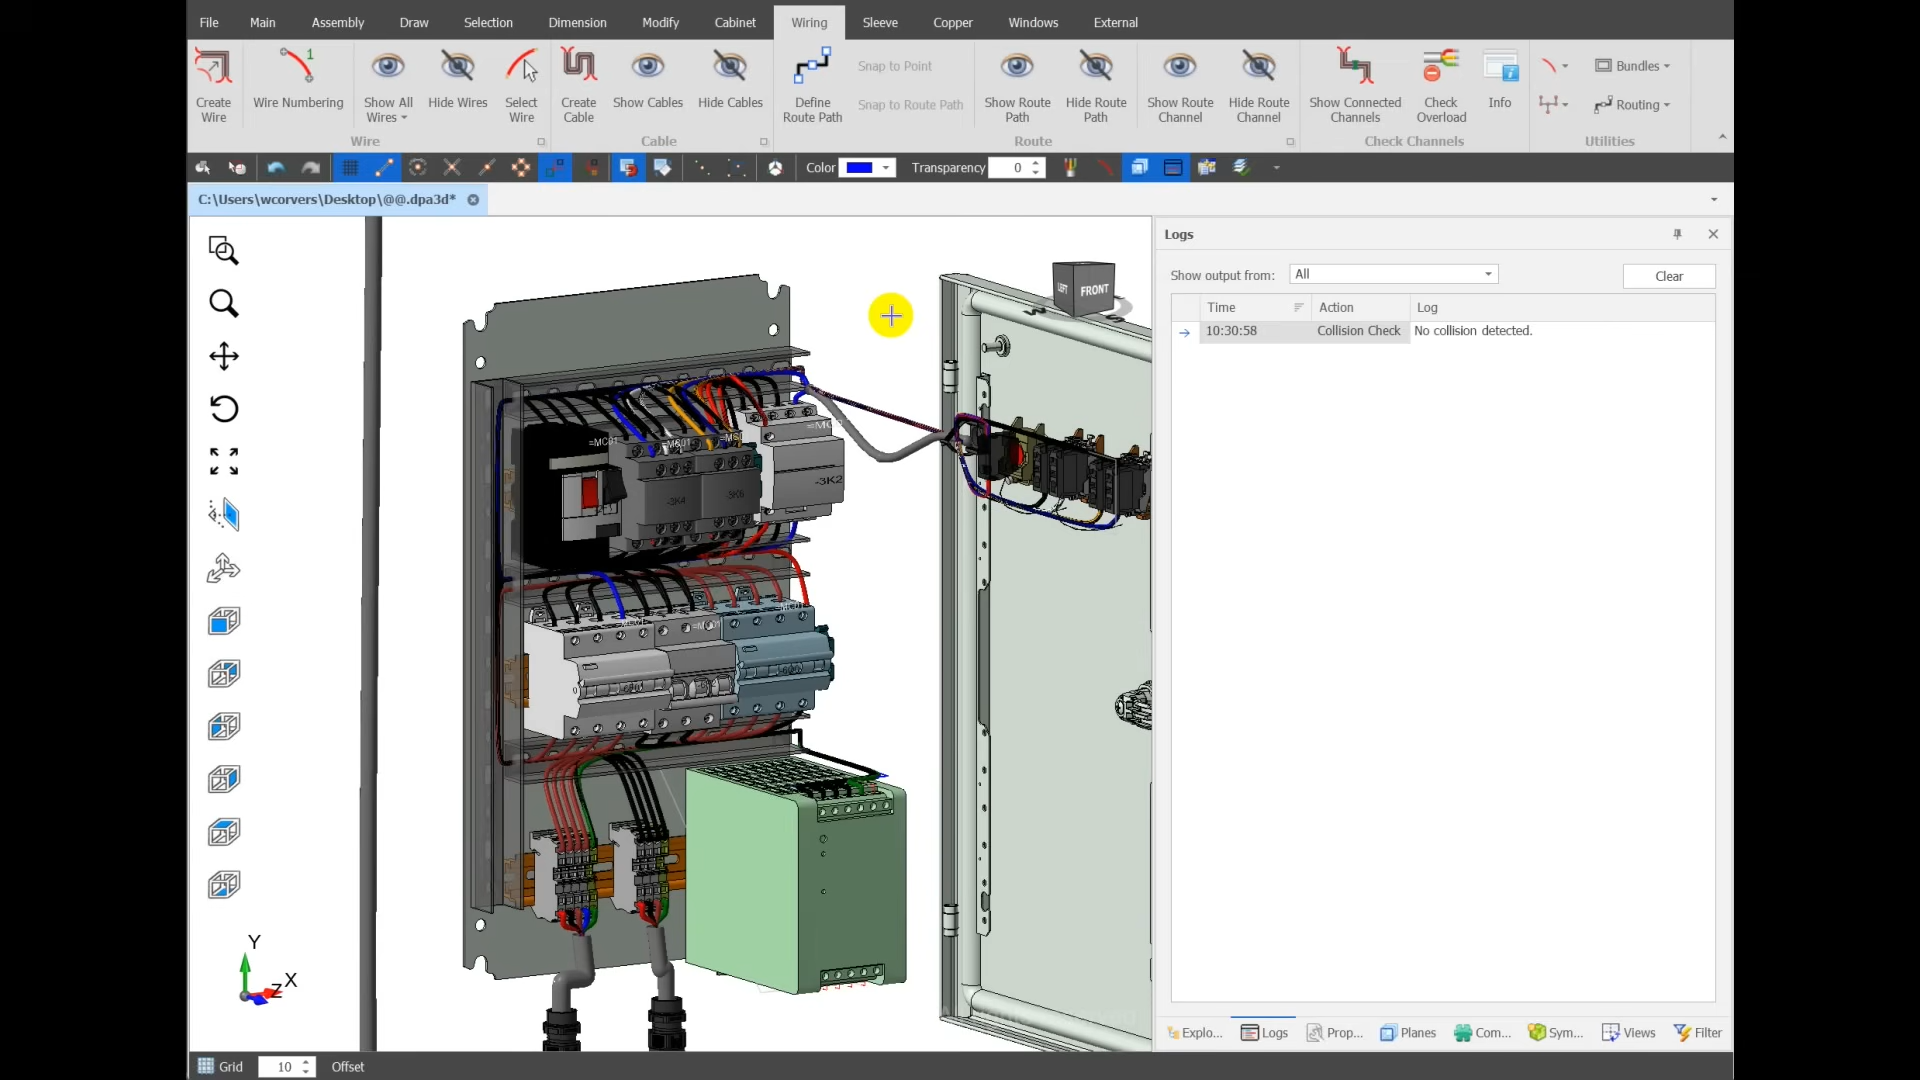 File Main Assembly Draw Selection Dimension Modify Cabinet Wiring Sleeve Copper Windows External
Create Wire
Wire Numbering
Show All Wires
Hide Wires
Select Wire
Create Cable
Show Cables
Hide Cables
Define Route Path
Snap to Point
Snap to Route Path
Show Route Path
Hide Route Path
Show Route Channel
Hide Route Channel
Show Connected Channels
Check Overload
Info
Bundles
Routing
Wire Cable Route Check Channels Utilities
Color Transparency 0
C:\Users\wcorvers\Desktop\@@.dpa3d*
Logs
Show output from: All Clear
Time Action Log
10:30:58 Collision Check No collision detected.
LEFT FRONT
W S
=MC01
-3K4
-3K6
-3K2
Y
X
Z
Explo... Logs Prop... Planes Com... Sym... Views Filter
Grid 10 Offset